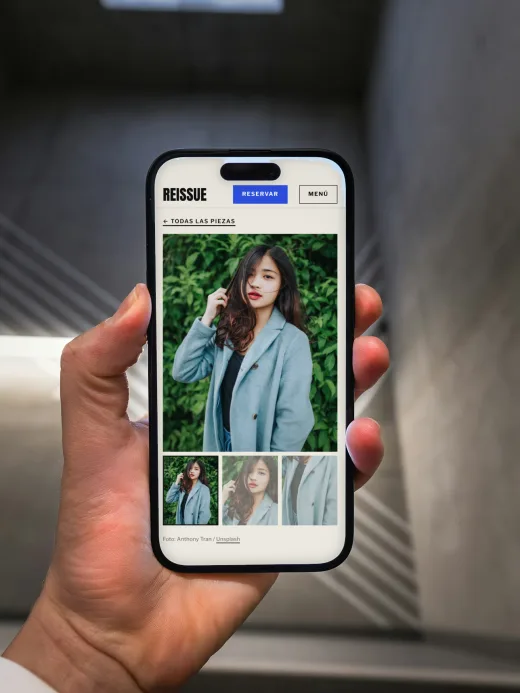 REISSUE
RESERVAR
MENÚ
← TODAS LAS PIEZAS
Foto: Anthony Tran / Unsplash